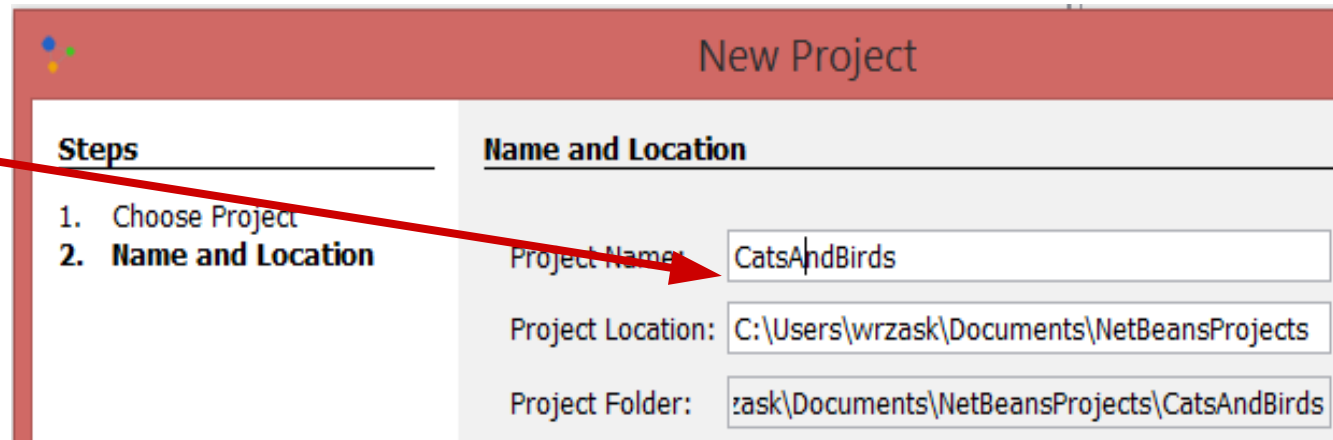 New Project
Steps
1. Choose Project
2. Name and Location
Name and Location
Project Name: CatsAndBirds
Project Location: C:\Users\wrzask\Documents\NetBeansProjects
Project Folder: zask\Documents\NetBeansProjects\CatsAndBirds